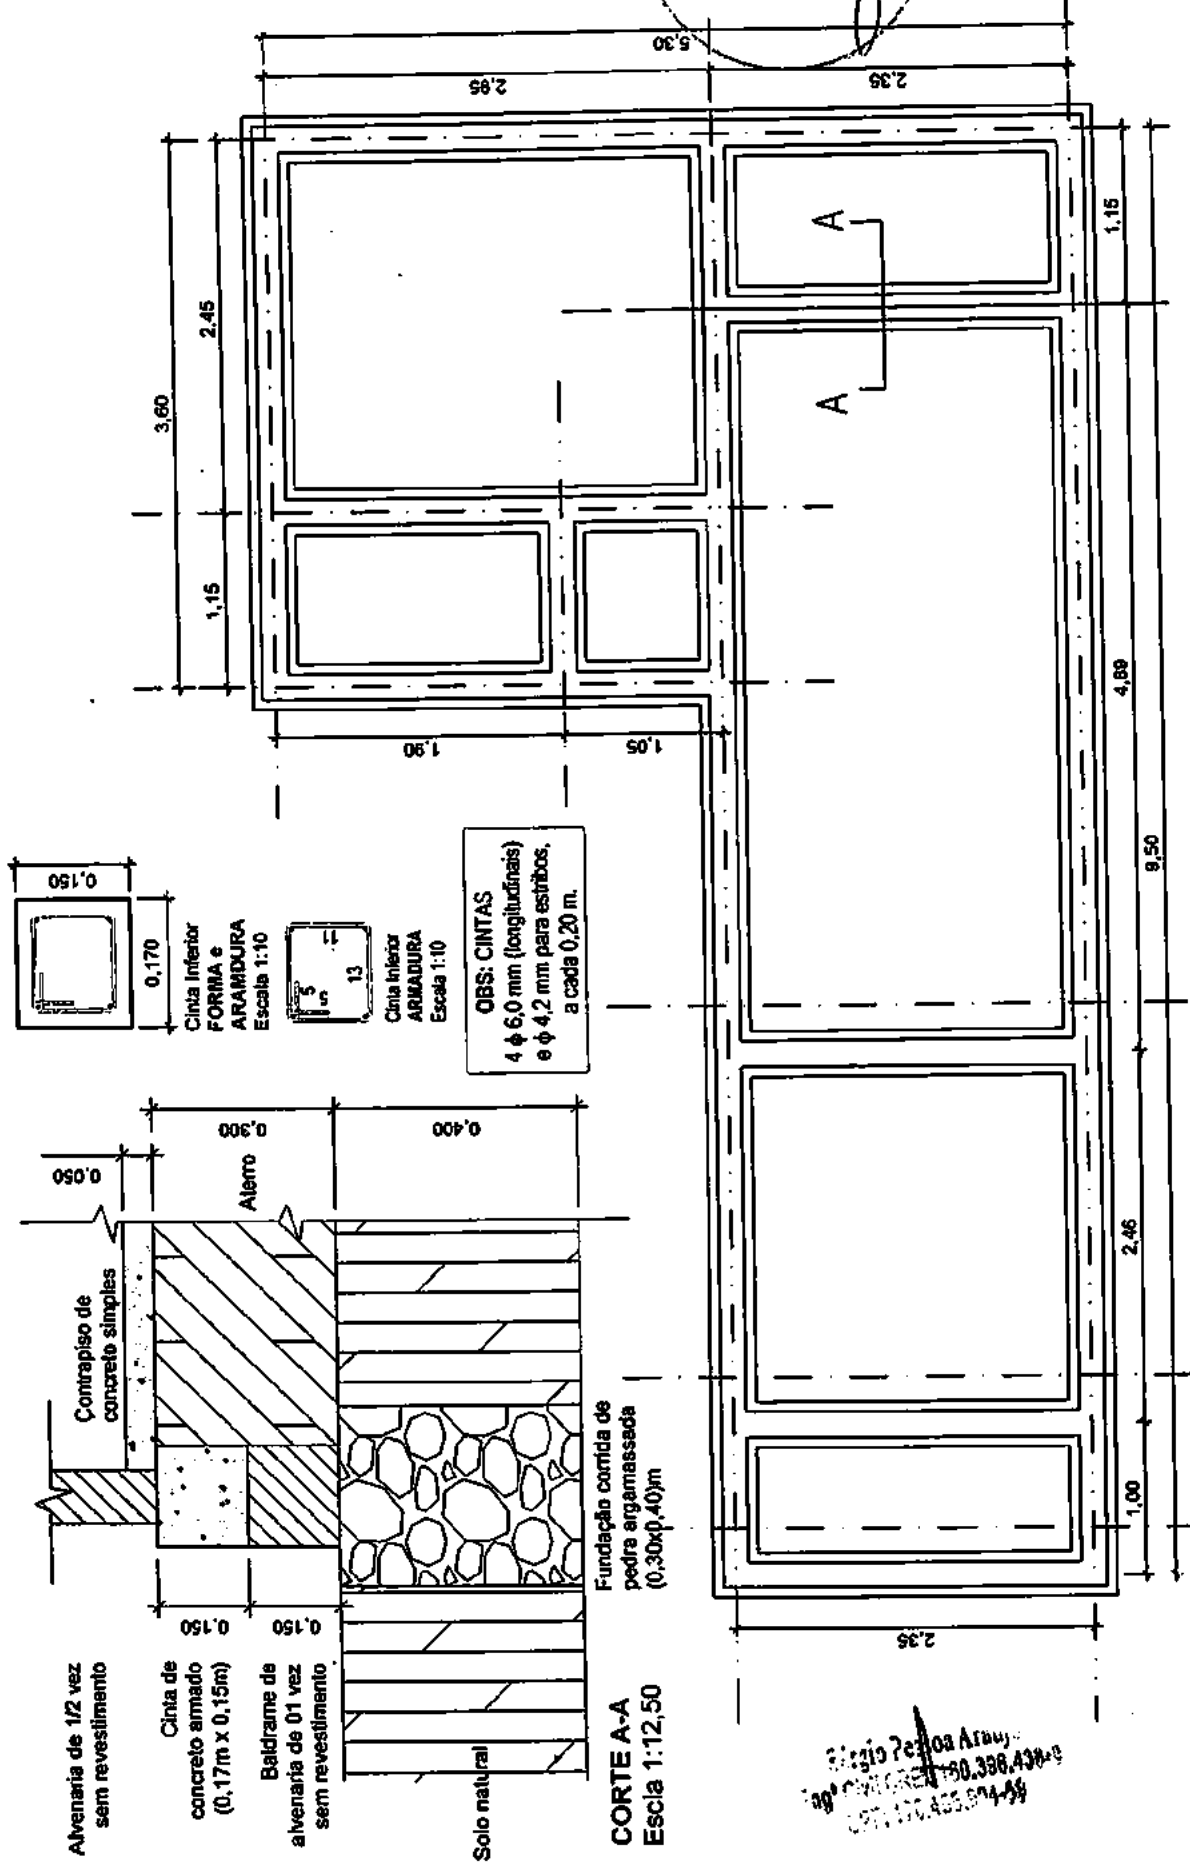 Alvenaria de 1/2 vez
sem revestimento
Cinta de
concreto armado
(0,17m x 0,15m)
Baldrame de
alvenaria de 01 vez
sem revestimento
Solo natural
0,150
0,150
Contrapiso de
concreto simples
Aterro
0,050
0,300
0,400
Fundação corrida de
pedra argamassada
(0,30x0,40)m
CORTE A-A
Escla 1:12,50
0,150
0,170
Cinta Inferior
FORMA e
ARAMDURA
Escala 1:10
5
5
11
13
Cinta Inferior
ARMADURA
Escala 1:10
OBS: CINTAS
4 ϕ 6,0 mm (longitudinais)
e ϕ 4,2 mm para estribos,
a cada 0,20 m.
3,60
1,15
2.45
1,90
1,05
5,30
2,95
2,35
A
A
2,35
1,00
2,46
4,89
1,15
9,50